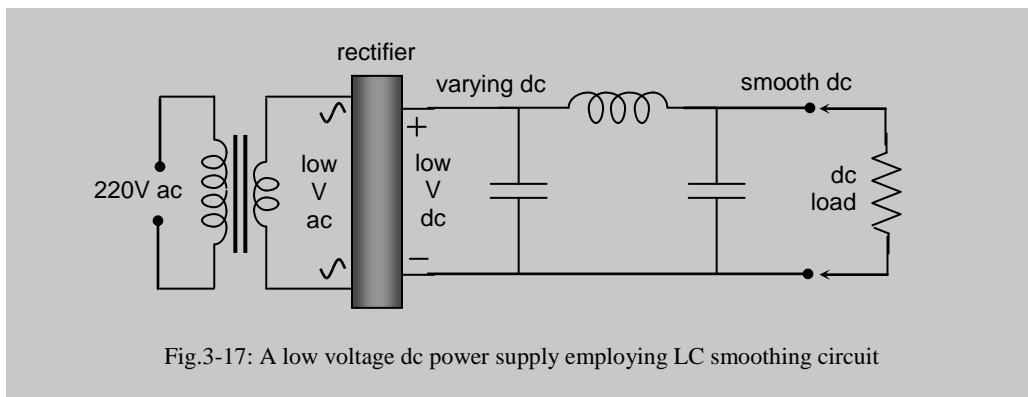 rectifier
varying dc
smooth dc
+
220V ac
low
V
ac
low
V
dc
dc
load
−
Fig.3-17: A low voltage dc power supply employing LC smoothing circuit